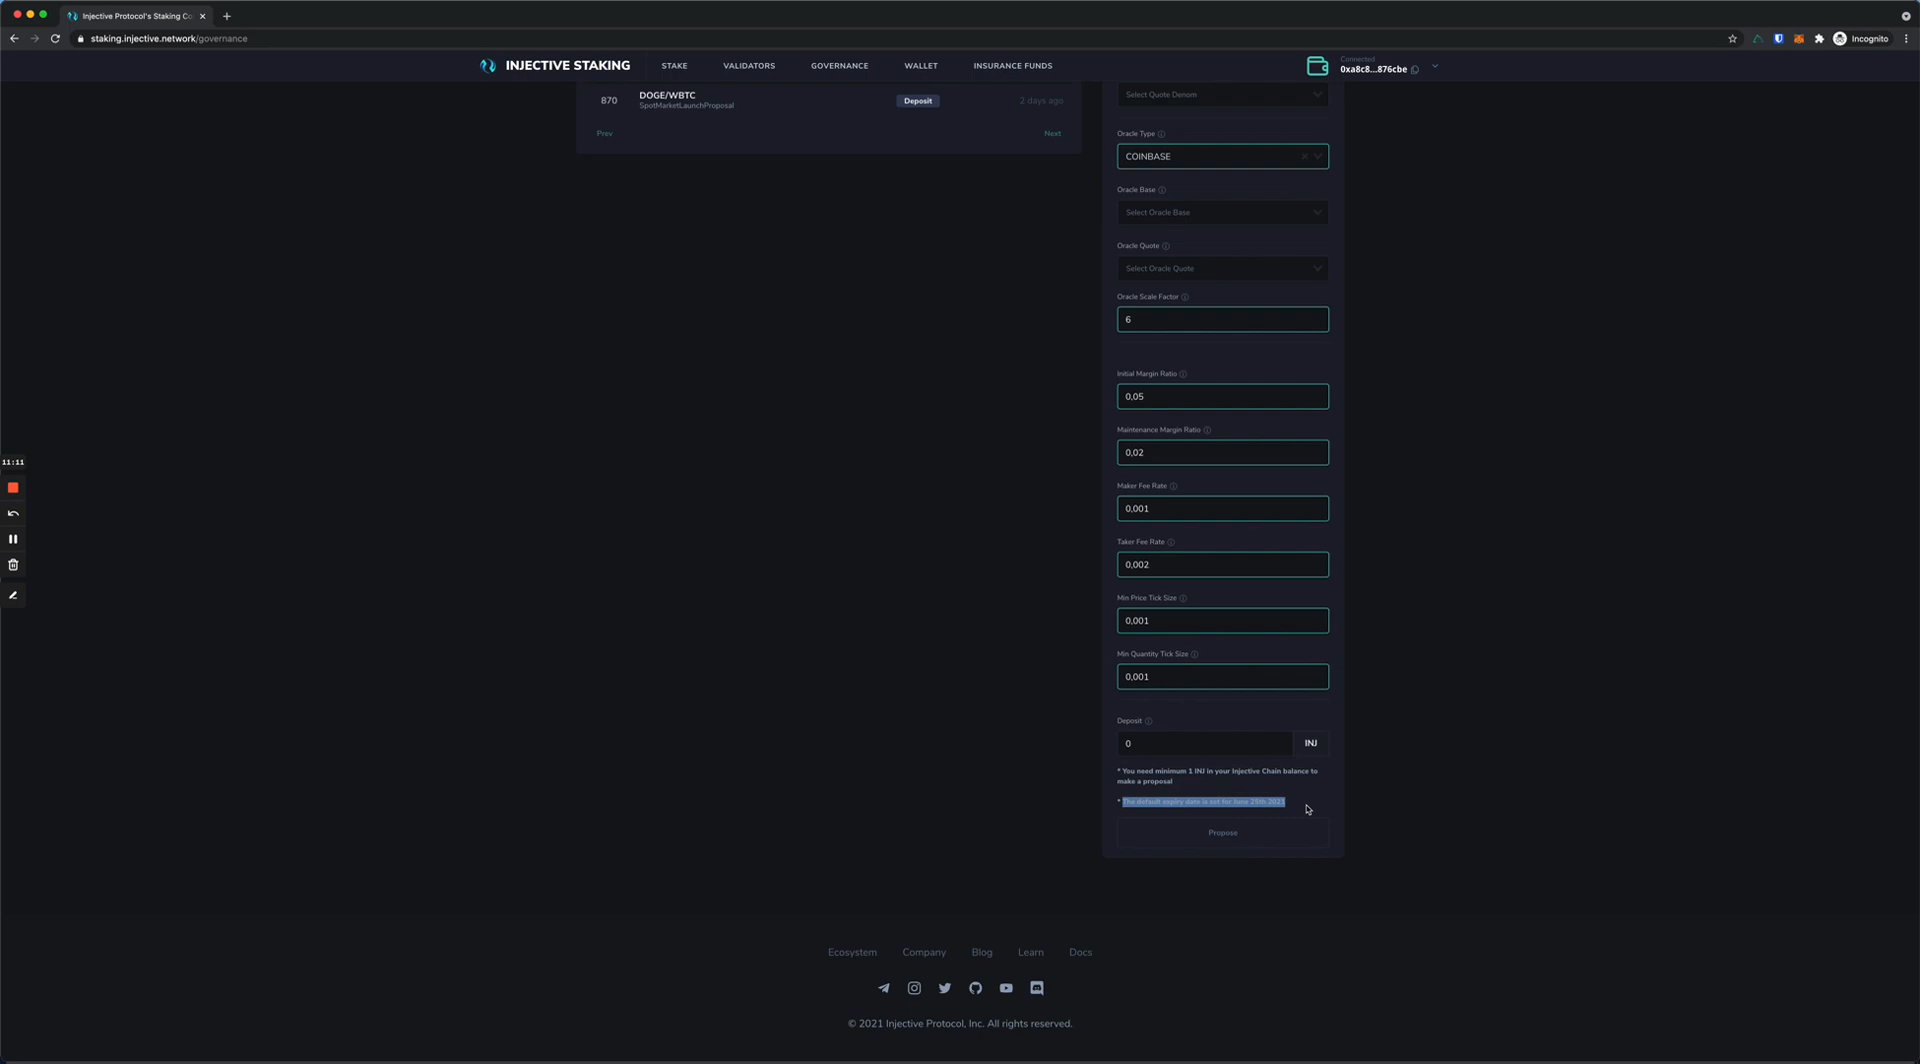 Injective Protocol's Staking Co
staking.injective.network/governance
Incognito
INJECTIVE STAKING
STAKE
VALIDATORS
GOVERNANCE
WALLET
INSURANCE FUNDS
Connected
0xa8c8...876cbe
870
DOGE/WBTC
SpotMarketLaunchProposal
Deposit
2 days ago
Prev
Next
Select Quote Denom
Oracle Type
COINBASE
Oracle Base
Select Oracle Base
Oracle Quote
Select Oracle Quote
Oracle Scale Factor
6
Initial Margin Ratio
0,05
Maintenance Margin Ratio
0,02
Maker Fee Rate
0,001
Taker Fee Rate
0,002
Min Price Tick Size
0,001
Min Quantity Tick Size
0,001
Deposit
0
INJ
* You need minimum 1 INJ in your Injective Chain balance to
make a proposal
* The default expiry date is set for June 25th 2021
Propose
11:11
Ecosystem
Company
Blog
Learn
Docs
© 2021 Injective Protocol, Inc. All rights reserved.